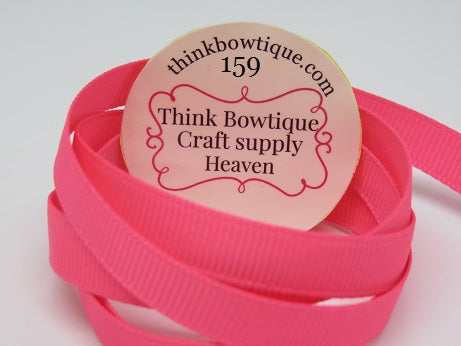 thinkbowtique.com
159
Think Bowtique
Craft supply
Heaven